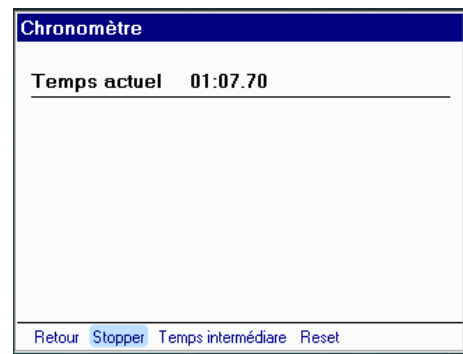 Chronomètre
Temps actuel 01:07.70
Retour Stopper Temps intermédiare Reset